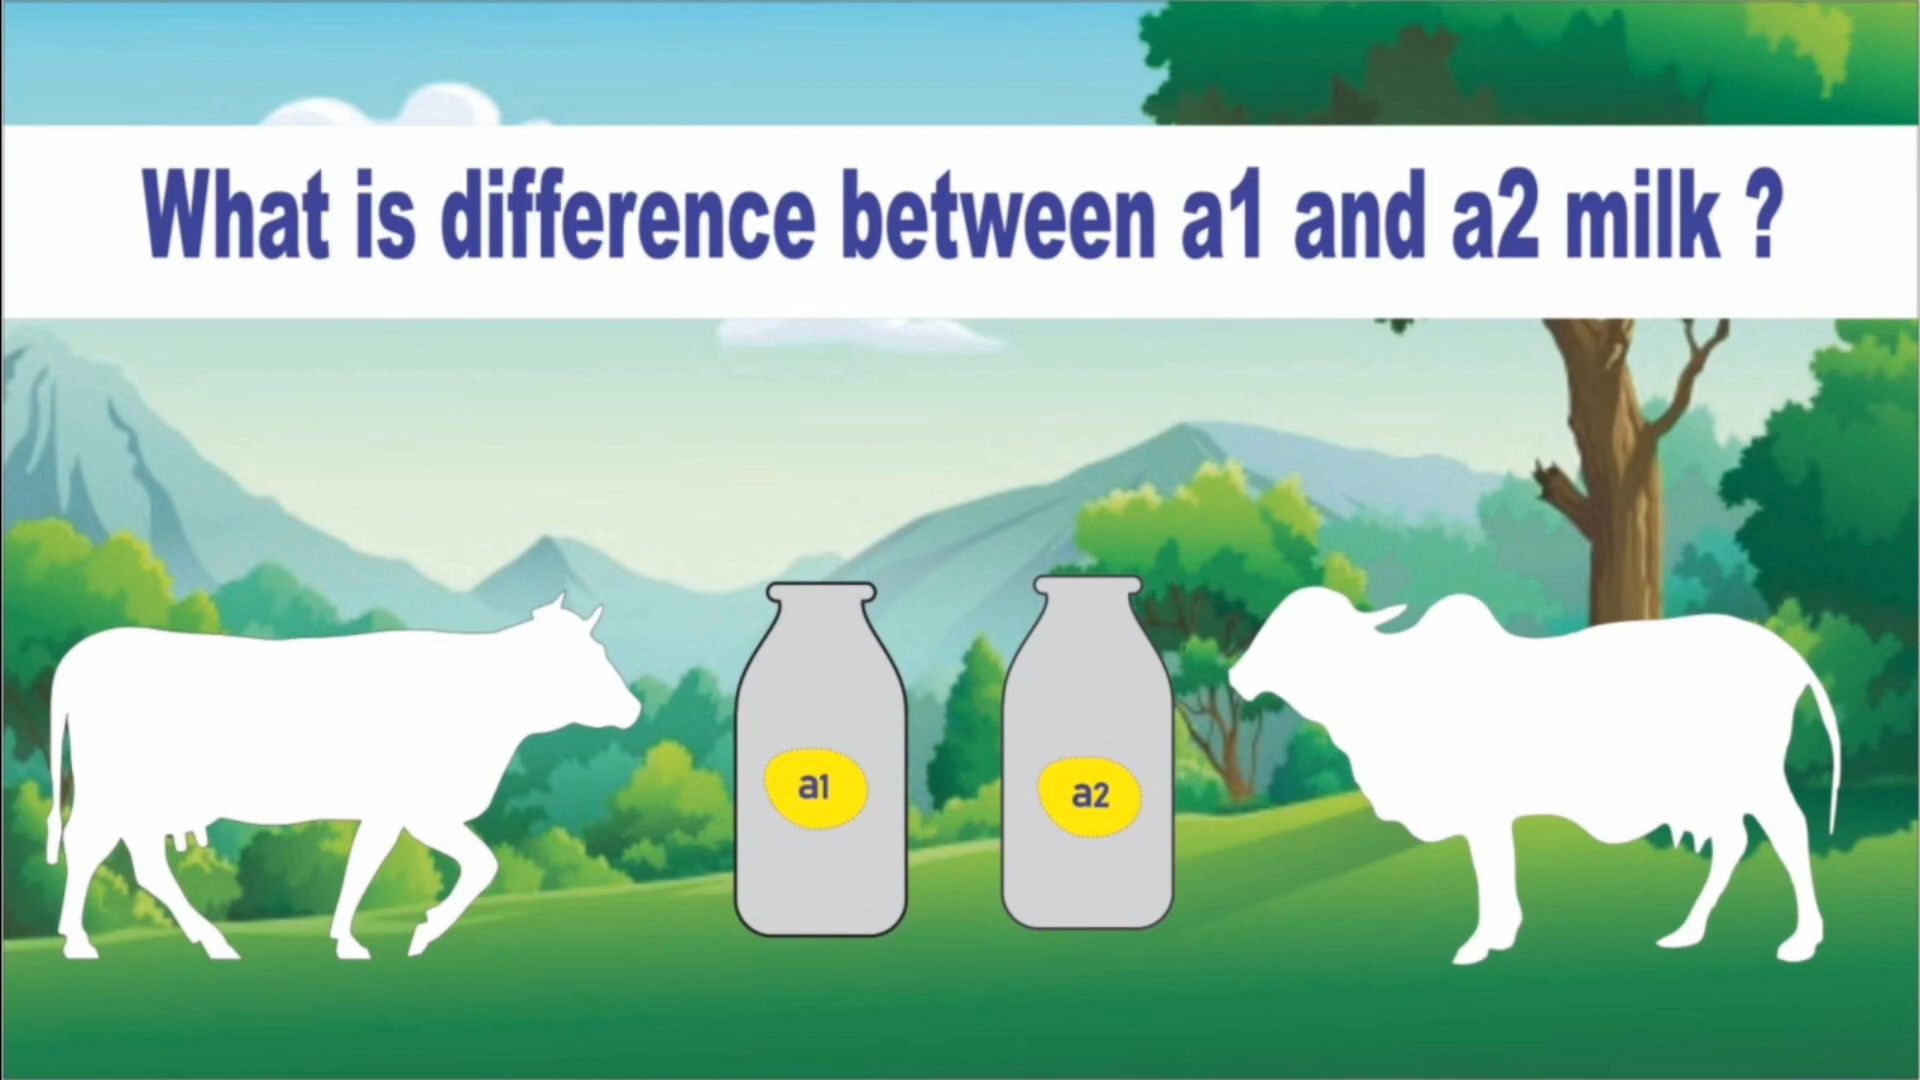 What is difference between a1 and a2 milk ?
a1
a2